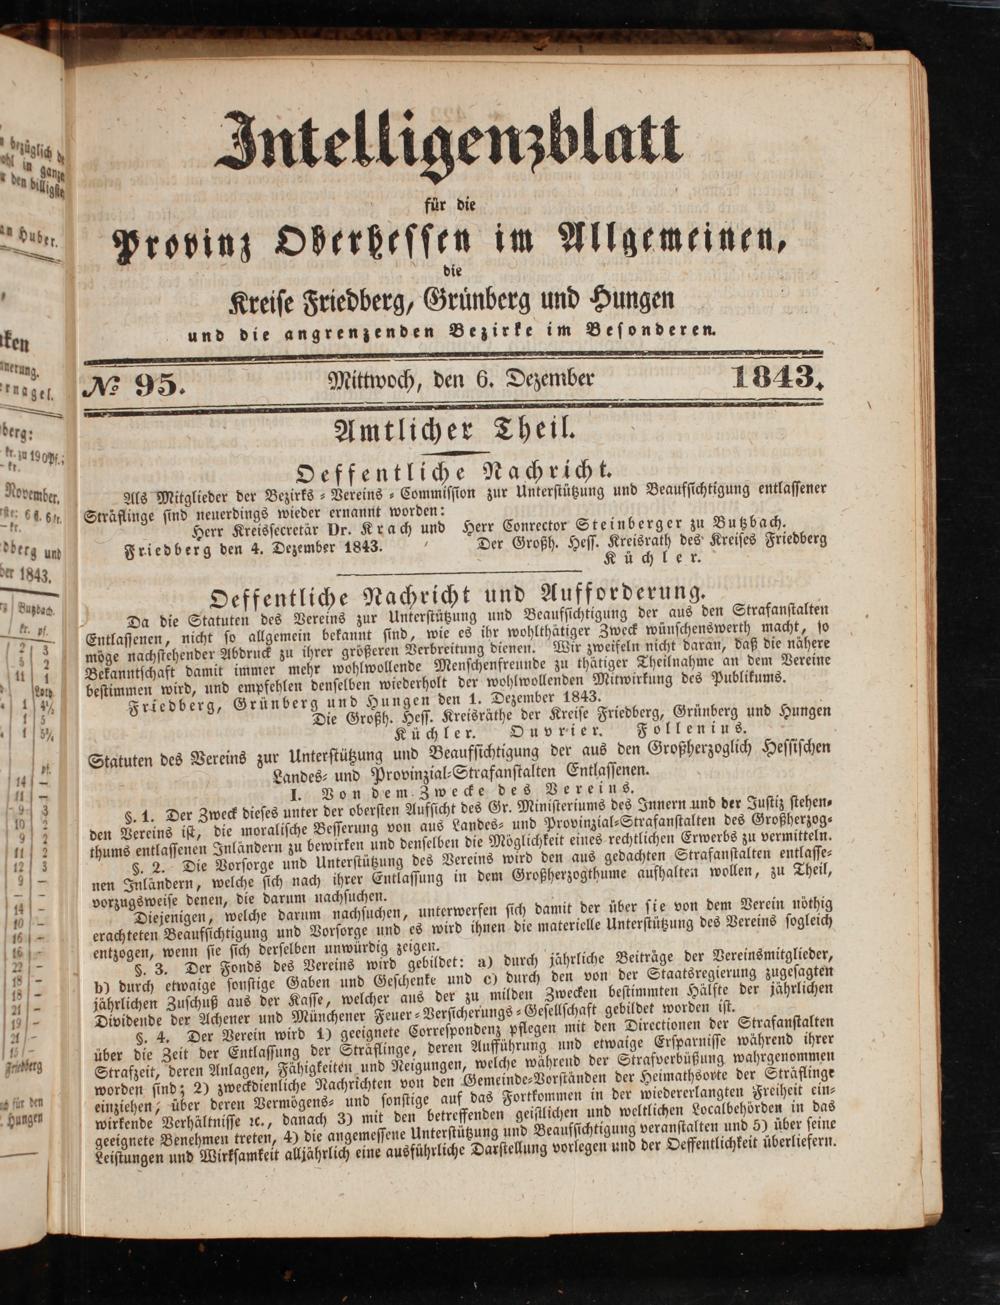 Intelligenzblatt
für die
Provinz Oberhessen im Allgemeinen,
die
Kreise Friedberg, Grünberg und Hungen
und die angrenzenden Bezirke im Besonderen.
№ 95. Mittwoch, den 6. Dezember 1843.
Amtlicher Theil.
Oeffentliche Nachricht.
Als Mitglieder der Bezirks-Vereins-Commission zur Unterstützung und Beaufsichtigung entlassener
Sträflinge sind neuerdings wieder ernannt worden:
Herr Kreissecretär Dr. Krach und Herr Conrector Steinberger zu Butzbach.
Friedberg den 4. Dezember 1843. Der Großh. Hess. Kreisrath des Kreises Friedberg
Küchler.
Oeffentliche Nachricht und Aufforderung.
Da die Statuten des Vereins zur Unterstützung und Beaufsichtigung der aus den Strafanstalten
Entlassenen, nicht so allgemein bekannt sind, wie es ihr wohlthätiger Zweck wünschenswerth macht, so
möge nachstehender Abdruck zu ihrer größeren Verbreitung dienen. Wir zweifeln nicht daran, daß die nähere
Bekanntschaft damit immer mehr wohlwollende Menschenfreunde zu thätiger Theilnahme an dem Vereine
bestimmen wird, und empfehlen denselben wiederholt der wohlwollenden Mitwirkung des Publikums.
Friedberg, Grünberg und Hungen den 1. Dezember 1843.
Die Großh. Hess. Kreisräthe der Kreise Friedberg, Grünberg und Hungen
Küchler. Ouvrier. Follenius.
Statuten des Vereins zur Unterstützung und Beaufsichtigung der aus den Großherzoglich Hessischen
Landes- und Provinzial-Strafanstalten Entlassenen.
I. Von dem Zwecke des Vereins.
§. 1. Der Zweck dieses unter der obersten Aufsicht des Gr. Ministeriums des Innern und der Justiz stehen-
den Vereins ist, die moralische Besserung von aus Landes- und Provinzial-Strafanstalten des Großherzog-
thums entlassenen Inländern zu bewirken und denselben die Möglichkeit eines rechtlichen Erwerbs zu vermitteln.
§. 2. Die Vorsorge und Unterstützung des Vereins wird den aus gedachten Strafanstalten entlasse-
nen Inländern, welche sich nach ihrer Entlassung in dem Großherzogthume aufhalten wollen, zu Theil,
vorzugsweise denen, die darum nachsuchen.
Diejenigen, welche darum nachsuchen, unterwerfen sich damit der über sie von dem Verein nöthig
erachteten Beaufsichtigung und Vorsorge und es wird ihnen die materielle Unterstützung des Vereins sogleich
entzogen, wenn sie sich derselben unwürdig zeigen.
§. 3. Der Fonds des Vereins wird gebildet: a) durch jährliche Beiträge der Vereinsmitglieder,
b) durch etwaige sonstige Gaben und Geschenke und c) durch den von der Staatsregierung zugesagten
jährlichen Zuschuß aus der Kasse, welcher aus der zu milden Zwecken bestimmten Hälfte der jährlichen
Dividende der Achener und Münchener Feuer-Versicherungs-Gesellschaft gebildet worden ist.
§. 4. Der Verein wird 1) geeignete Correspondenz pflegen mit den Directionen der Strafanstalten
über die Zeit der Entlassung der Sträflinge, deren Aufführung und etwaige Ersparnisse während ihrer
Strafzeit, deren Anlagen, Fähigkeiten und Neigungen, welche während der Strafverbüßung wahrgenommen
worden sind; 2) zweckdienliche Nachrichten von den Gemeinde-Vorständen der Heimathsorte der Sträflinge
einziehen, über deren Vermögens- und sonstige auf das Fortkommen in der wiedererlangten Freiheit ein-
wirkende Verhältnisse ꝛc., danach 3) mit den betreffenden geistlichen und weltlichen Localbehörden in das
geeignete Benehmen treten, 4) die angemessene Unterstützung und Beaufsichtigung veranstalten und 5) über seine
Leistungen und Wirksamkeit alljährlich eine ausführliche Darstellung vorlegen und der Oeffentlichkeit überliefern.